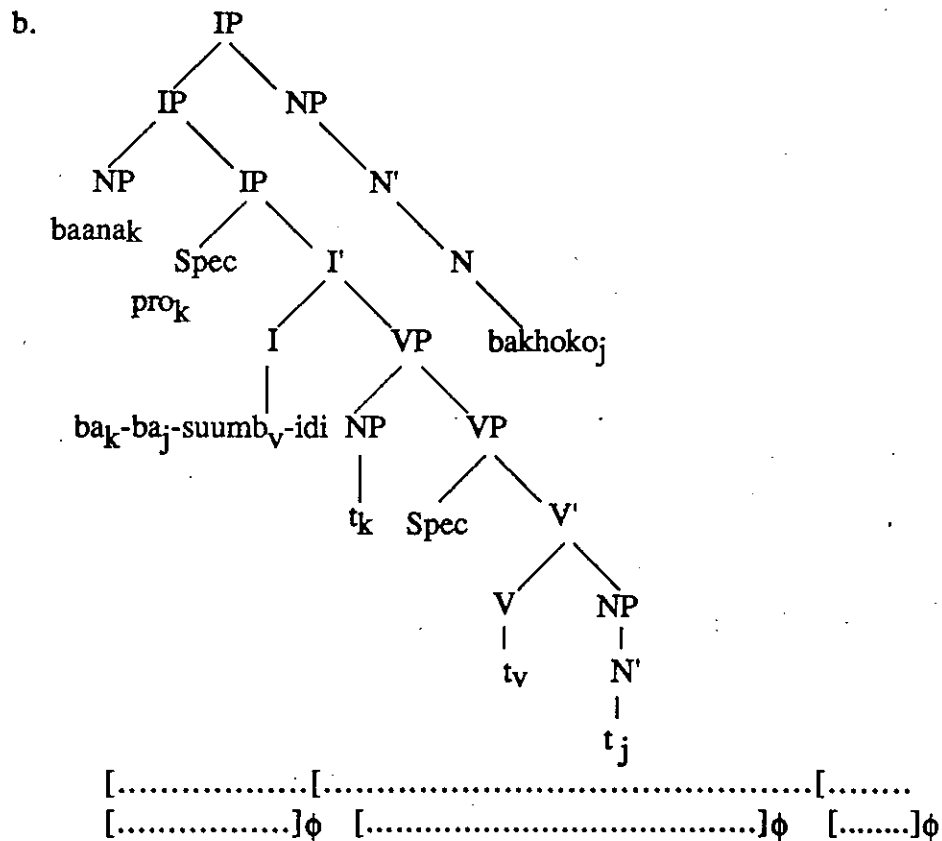 b. IP
IP NP
NP IP N'
baanak
Spec I' N
prok
I VP bakhokoj
bak-baj-suumbv-idi NP VP
tk Spec V'
V NP
tv N'
tj
[...................[...............................................[........
[.................]ϕ [.....................................]ϕ [........]ϕ